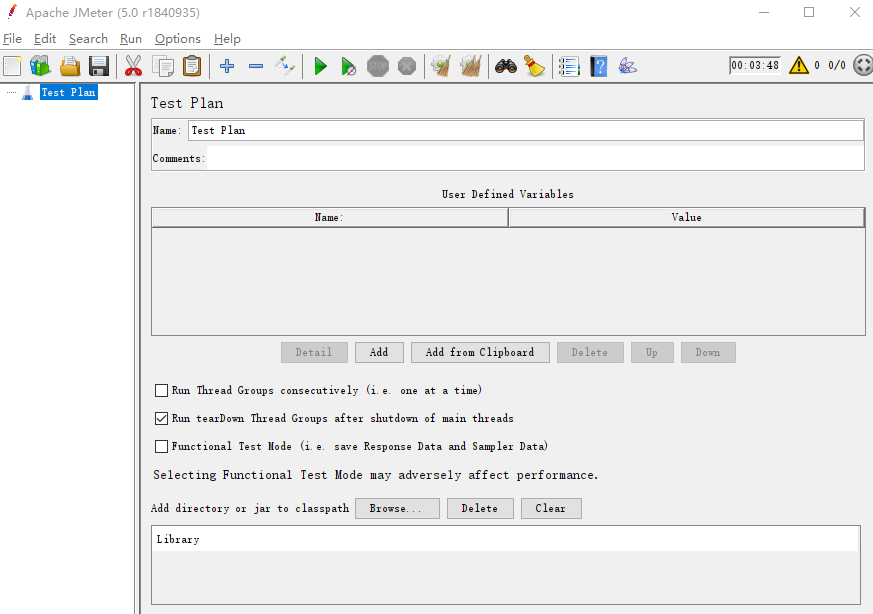 Apache JMeter (5.0 r1840935)
File Edit Search Run Options Help
STOP ? 00:03:48 0 0/0
Test Plan
Test Plan
Name: Test Plan
Comments:
User Defined Variables
Name: Value
Detail Add Add from Clipboard Delete Up Down
Run Thread Groups consecutively (i.e. one at a time)
Run tearDown Thread Groups after shutdown of main threads
Functional Test Mode (i.e. save Response Data and Sampler Data)
Selecting Functional Test Mode may adversely affect performance.
Add directory or jar to classpath Browse... Delete Clear
Library